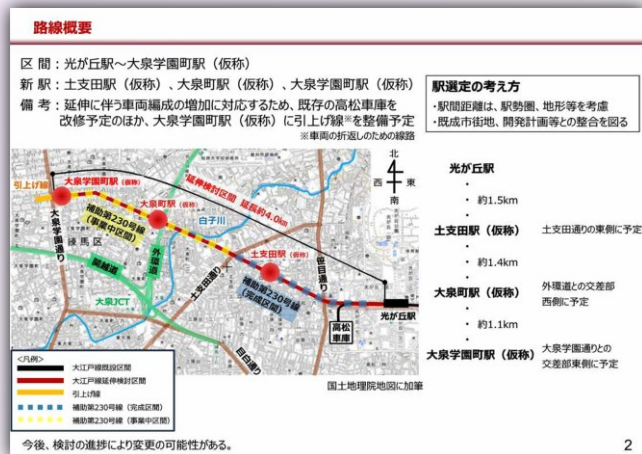 路線概要
区 間：光が丘駅～大泉学園町駅（仮称）
新 駅：土支田駅（仮称）、大泉町駅（仮称）、大泉学園町駅（仮称）
備 考：延伸に伴う車両編成の増加に対応するため、既存の高松車庫を
改修予定のほか、大泉学園町駅（仮称）に引上げ線※を整備予定
※車両の折返しのための線路
駅選定の考え方
・駅間距離は、駅勢圏、地形等を考慮
・既成市街地、開発計画等との整合を図る
北
西 東
南
引上げ線
大泉学園町駅（仮称）
大泉町駅（仮称）
延伸検討区間 延長約4.0km
白子川
補助第230号線
（事業中区間）
大泉学園通り
練馬区
外環道
関越道
大泉JCT
土支田通り
土支田駅（仮称）
笹目通り
補助第230号線
（完成区間）
目白通り
高松
車庫
光が丘駅
＜凡例＞
大江戸線既設区間
大江戸線延伸検討区間
引上げ線
補助第230号線（完成区間）
補助第230号線（事業中区間）
国土地理院地図に加筆
光が丘駅
・
・ 約1.5km
・
土支田駅（仮称） 土支田通りの東側に予定
・
・ 約1.4km
・
大泉町駅（仮称） 外環道との交差部
西側に予定
・
・ 約1.1km
・
大泉学園町駅（仮称） 大泉学園通りとの
交差部東側に予定
今後、検討の進捗により変更の可能性がある。
2